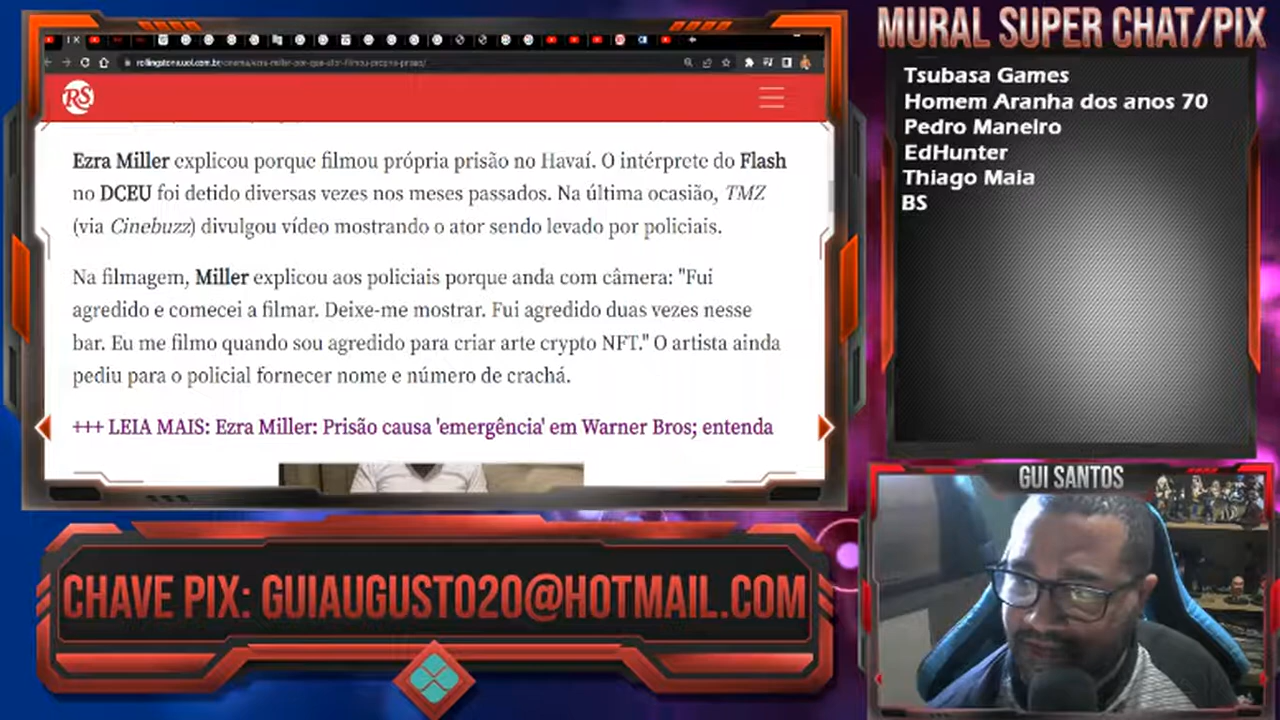 MURAL SUPER CHAT/PIX
Tsubasa Games
Homem Aranha dos anos 70
Pedro Maneiro
EdHunter
Thiago Maia
BS
RS
Ezra Miller explicou porque filmou própria prisão no Havaí. O intérprete do Flash
no DCEU foi detido diversas vezes nos meses passados. Na última ocasião, TMZ
(via Cinebuzz) divulgou vídeo mostrando o ator sendo levado por policiais.
Na filmagem, Miller explicou aos policiais porque anda com câmera: "Fui
agredido e comecei a filmar. Deixe-me mostrar. Fui agredido duas vezes nesse
bar. Eu me filmo quando sou agredido para criar arte crypto NFT." O artista ainda
pediu para o policial fornecer nome e número de crachá.
+++ LEIA MAIS: Ezra Miller: Prisão causa 'emergência' em Warner Bros; entenda
GUI SANTOS
CHAVE PIX: GUIAUGUSTO20@HOTMAIL.COM